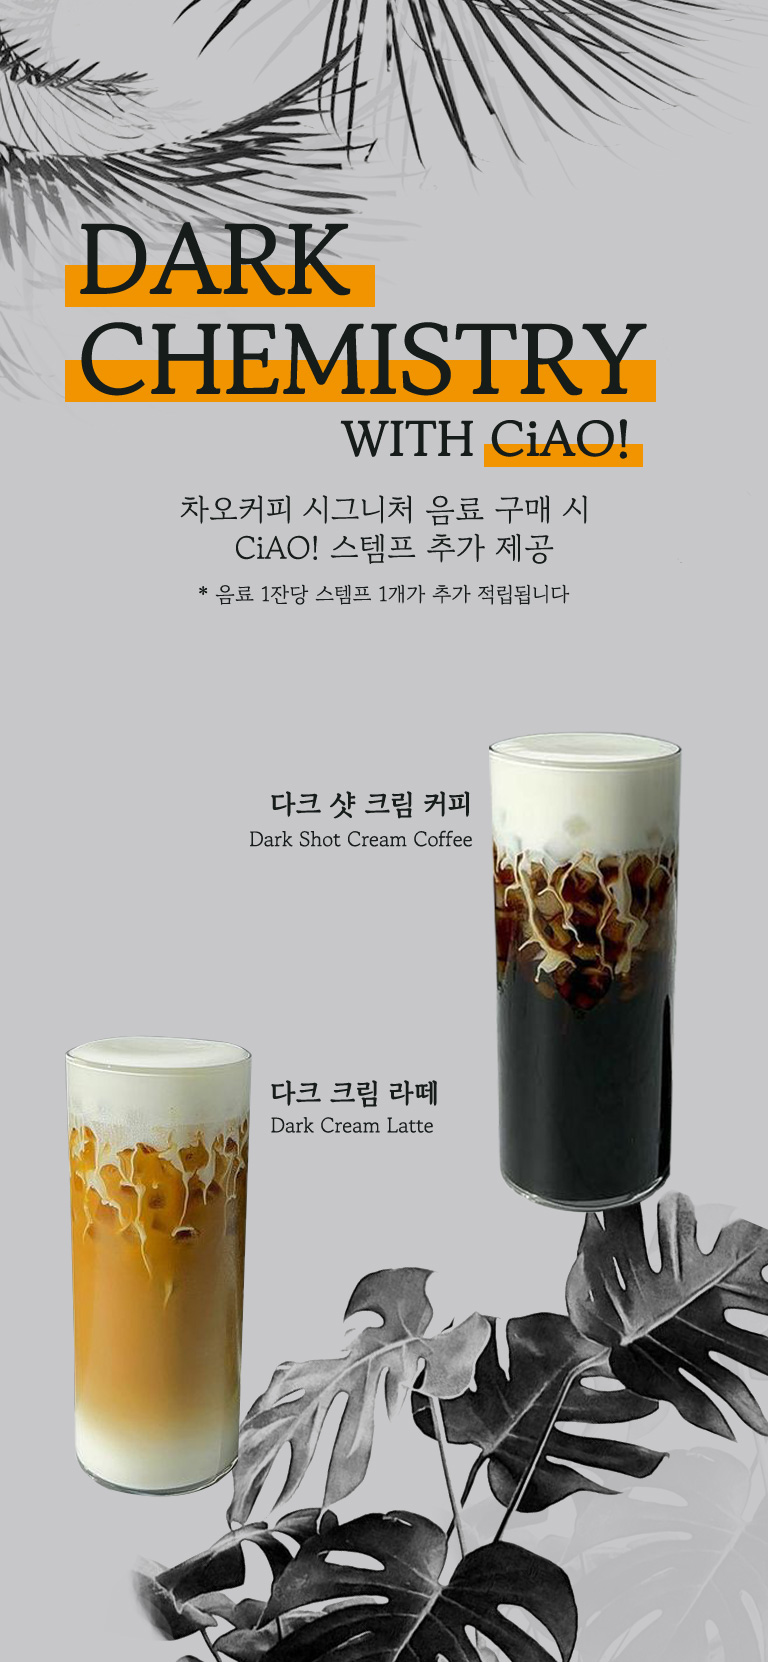 DARK
CHEMISTRY
WITH CiAO!
차오커피 시그니처 음료 구매 시
CiAO! 스템프 추가 제공
* 음료 1잔당 스템프 1개가 추가 적립됩니다
다크 샷 크림 커피
Dark Shot Cream Coffee
다크 크림 라떼
Dark Cream Latte